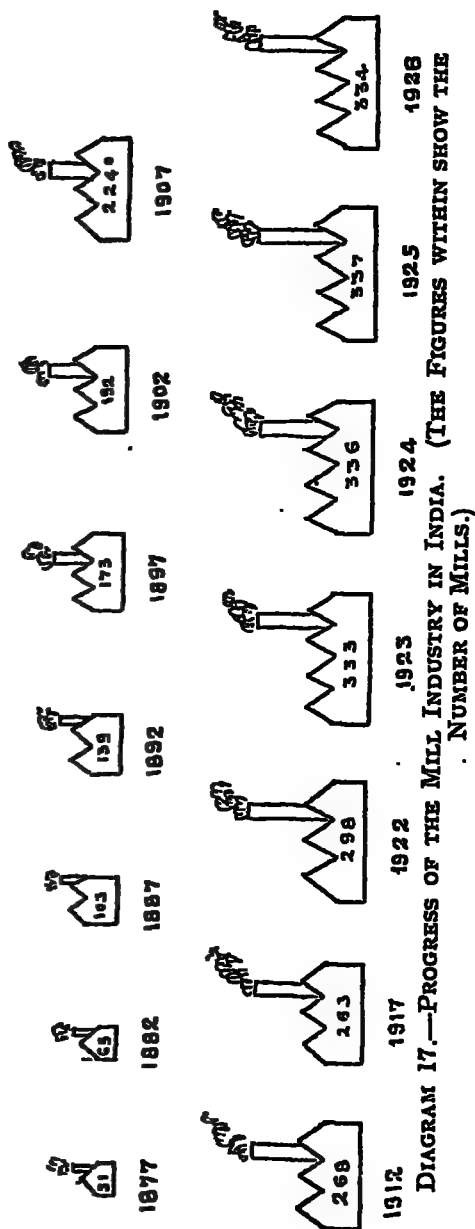 51 65 103 139 173 192 2240
1877 1882 1887 1892 1897 1902 1907
268 263 298 333 336 337 334
1912 1917 1922 1923 1924 1925 1926
DIAGRAM 17.—PROGRESS OF THE MILL INDUSTRY IN INDIA. (THE FIGURES WITHIN SHOW THE
NUMBER OF MILLS.)